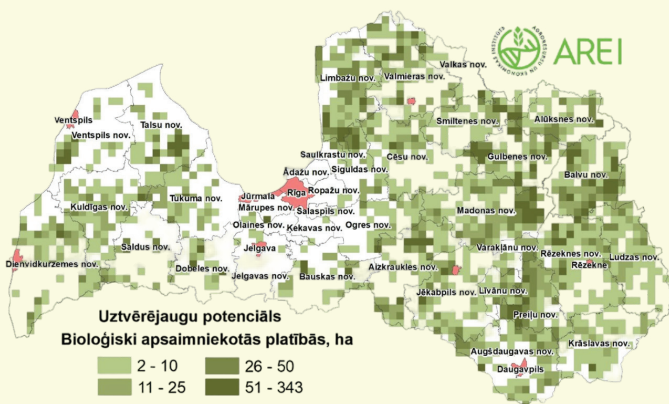 AGRORESURSU UN EKONOMIKAS INSTITŪTS
AREI
Valkas nov.
Limbažu nov.
Valmieras nov.
Smiltenes nov.
Alūksnes nov.
Ventspils
Ventspils nov.
Talsu nov.
Saulkrastu nov.
Cēsu nov.
Gulbenes nov.
Ādažu nov.
Siguldas nov.
Balvu nov.
Kuldīgas nov.
Tukuma nov.
Jūrmala
Rīga
Ropažu nov.
Mārupes nov.
Salaspils nov.
Madonas nov.
Olaines nov.
Ķekavas nov.
Ogres nov.
Saldus nov.
Jelgava
Varakļānu nov.
Rēzeknes nov.
Ludzas nov.
Dienvidkurzemes nov.
Dobeles nov.
Jelgavas nov.
Bauskas nov.
Aizkraukles nov.
Rēzekne
Jēkabpils nov.
Līvānu nov.
Preiļu nov.
Krāslavas nov.
Augšdaugavas nov.
Daugavpils
Uztvērējaugu potenciāls
Bioloģiski apsaimniekotās platībās, ha
2 - 10
26 - 50
11 - 25
51 - 343